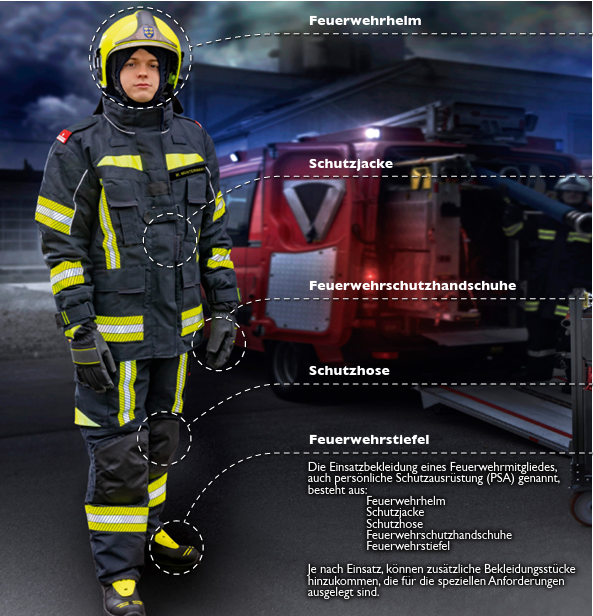 Feuerwehrhelm
Schutzjacke
Feuerwehrschutzhandschuhe
Schutzhose
Feuerwehrstiefel
Die Einsatzbekleidung eines Feuerwehrmitgliedes,
auch persönliche Schutzausrüstung (PSA) genannt,
besteht aus:
Feuerwehrhelm
Schutzjacke
Schutzhose
Feuerwehrschutzhandschuhe
Feuerwehrstiefel
Je nach Einsatz, können zusätzliche Bekleidungsstücke
hinzukommen, die für die speziellen Anforderungen
ausgelegt sind.